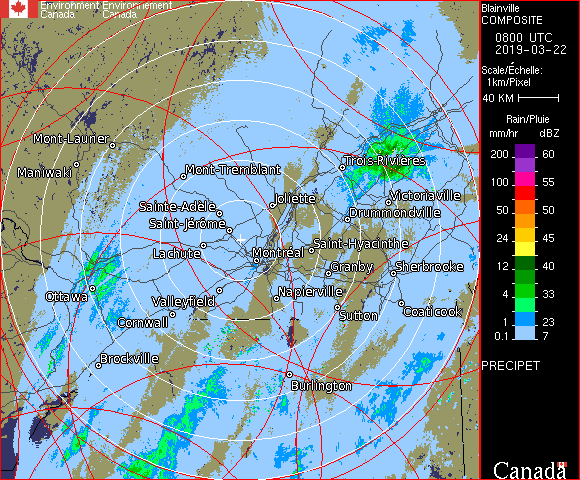 Environment Environnement
Canada Canada
Blainville
COMPOSITE
0800 UTC
2019-03-22
Scale/Échelle:
1km/Pixel
40 KM
Rain/Pluie
mm/hr dBZ
200 60
100 55
50 50
24 45
12 40
4 33
1 23
0.1 7
PRECIPET
Canada
Mont-Laurier
Maniwaki
Mont-Tremblant
Trois-Rivières
Joliette
Victoriaville
Sainte-Adèle
Drummondville
Saint-Jérôme
Lachute
Montréal
Saint-Hyacinthe
Granby
Sherbrooke
Ottawa
Valleyfield
Napierville
Cornwall
Sutton
Coaticook
Brockville
Burlington